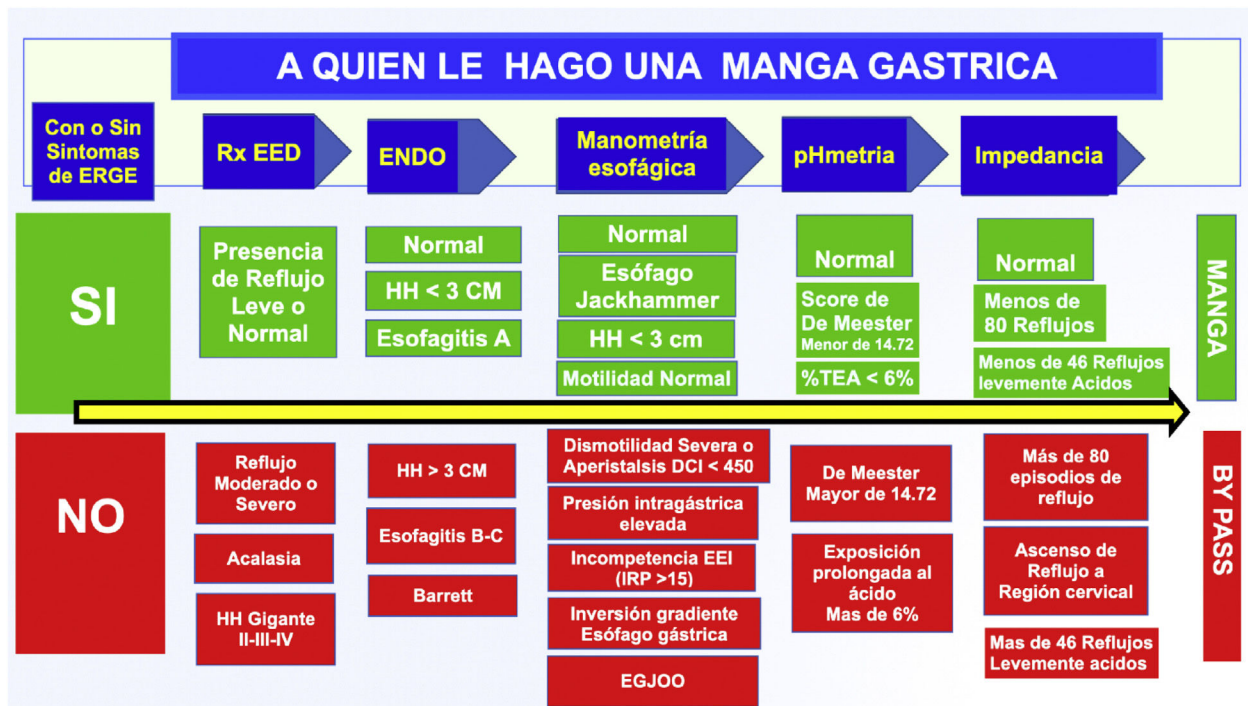 A QUIEN LE HAGO UNA MANGA GASTRICA
Con o Sin
Sintomas
de ERGE
Rx EED
ENDO
Manometría
esofágica
pHmetria
Impedancia
SI
Presencia
de Reflujo
Leve o
Normal
Normal
HH < 3 CM
Esofagitis A
Normal
Esófago
Jackhammer
HH < 3 cm
Motilidad Normal
Normal
Score de
De Meester
Menor de 14.72
%TEA < 6%
Normal
Menos de
80 Reflujos
Menos de 46 Reflujos
levemente Acidos
MANGA
NO
Reflujo
Moderado o
Severo
Acalasia
HH Gigante
II-III-IV
HH > 3 CM
Esofagitis B-C
Barrett
Dismotilidad Severa o
Aperistalsis DCI < 450
Presión intragástrica
elevada
Incompetencia EEI
(IRP >15)
Inversión gradiente
Esófago gástrica
EGJOO
De Meester
Mayor de 14.72
Exposición
prolongada al
ácido
Mas de 6%
Más de 80
episodios de
reflujo
Ascenso de
Reflujo a
Región cervical
Mas de 46 Reflujos
Levemente acidos
BY PASS